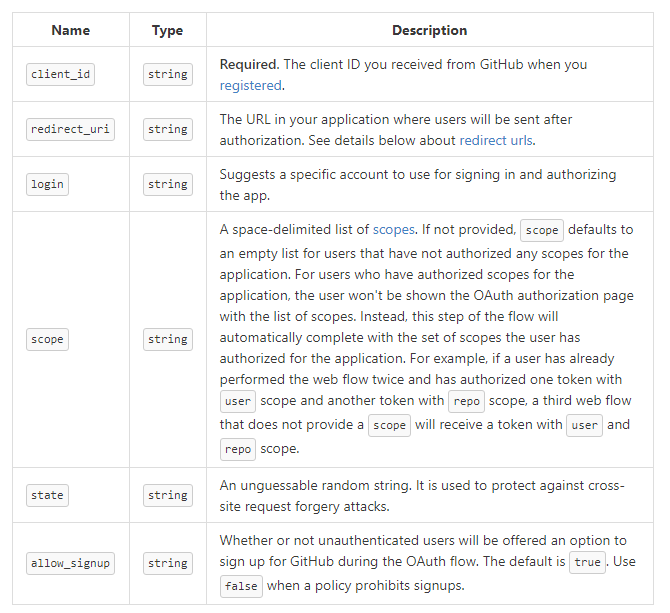 Name Type Description
client_id string Required. The client ID you received from GitHub when you
registered.
redirect_uri string The URL in your application where users will be sent after
authorization. See details below about redirect urls.
login string Suggests a specific account to use for signing in and authorizing
the app.
scope string A space-delimited list of scopes. If not provided, scope defaults to
an empty list for users that have not authorized any scopes for the
application. For users who have authorized scopes for the
application, the user won't be shown the OAuth authorization page
with the list of scopes. Instead, this step of the flow will
automatically complete with the set of scopes the user has
authorized for the application. For example, if a user has already
performed the web flow twice and has authorized one token with
user scope and another token with repo scope, a third web flow
that does not provide a scope will receive a token with user and
repo scope.
state string An unguessable random string. It is used to protect against cross-
site request forgery attacks.
allow_signup string Whether or not unauthenticated users will be offered an option to
sign up for GitHub during the OAuth flow. The default is true. Use
false when a policy prohibits signups.